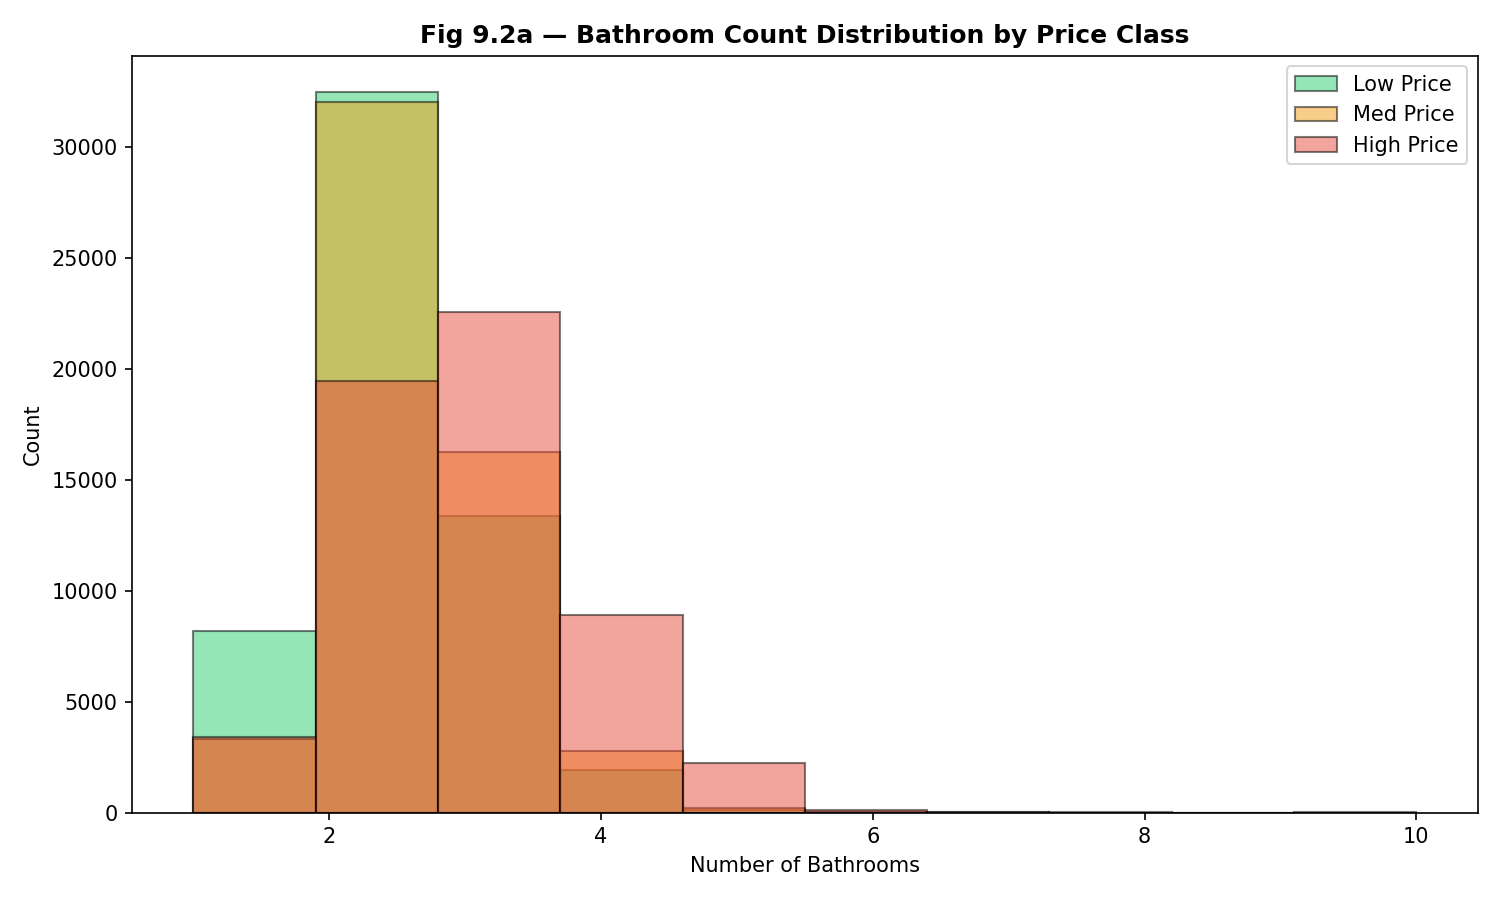 Fig 9.2a — Bathroom Count Distribution by Price Class
Low Price
Med Price
High Price
Count
30000
25000
20000
15000
10000
5000
0
2
4
6
8
10
Number of Bathrooms